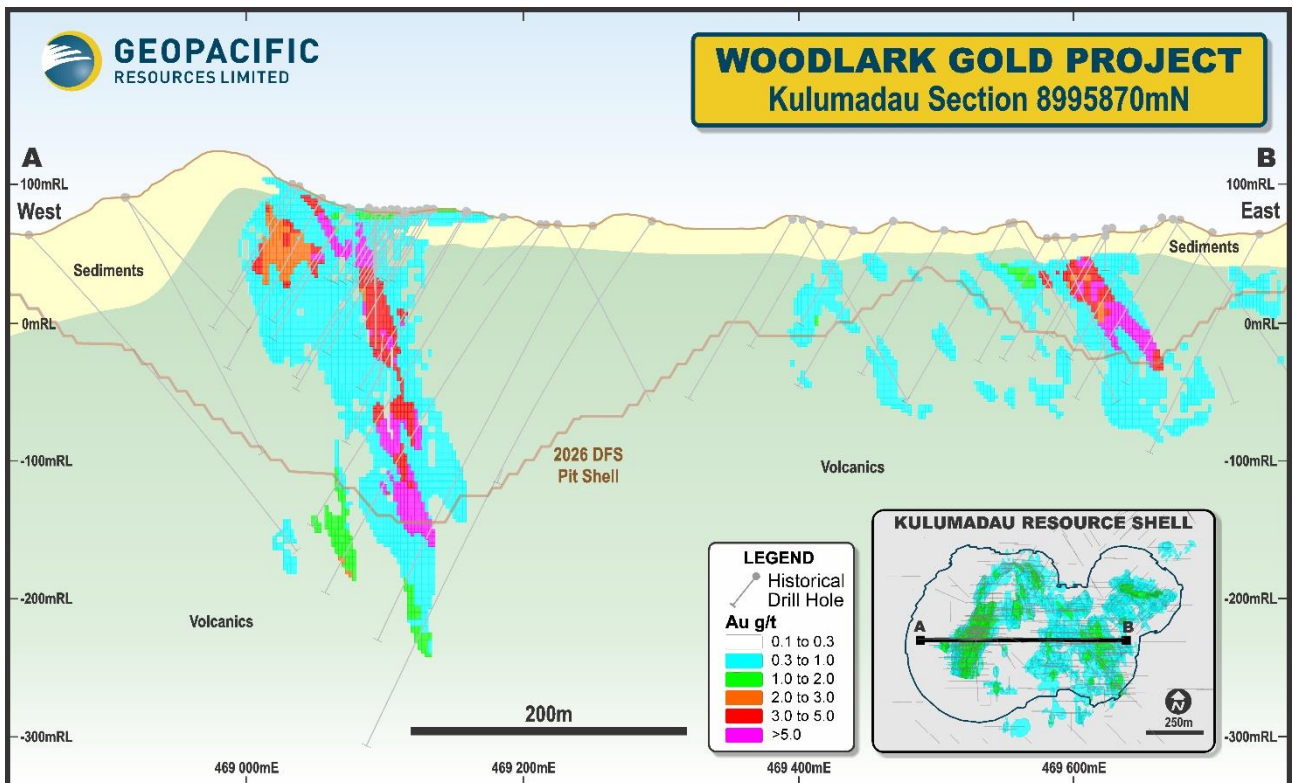 GEOPACIFIC
RESOURCES LIMITED
WOODLARK GOLD PROJECT
Kulumadau Section 8995870mN
A
B
100mRL
100mRL
West
East
Sediments
Sediments
0mRL
0mRL
2026 DFS
Pit Shell
-100mRL
-100mRL
Volcanics
Volcanics
-200mRL
-200mRL
-300mRL
-300mRL
200m
LEGEND
Historical
Drill Hole
Au g/t
0.1 to 0.3
0.3 to 1.0
1.0 to 2.0
2.0 to 3.0
3.0 to 5.0
>5.0
KULUMADAU RESOURCE SHELL
A
B
N
250m
469 000mE
469 200mE
469 400mE
469 600mE